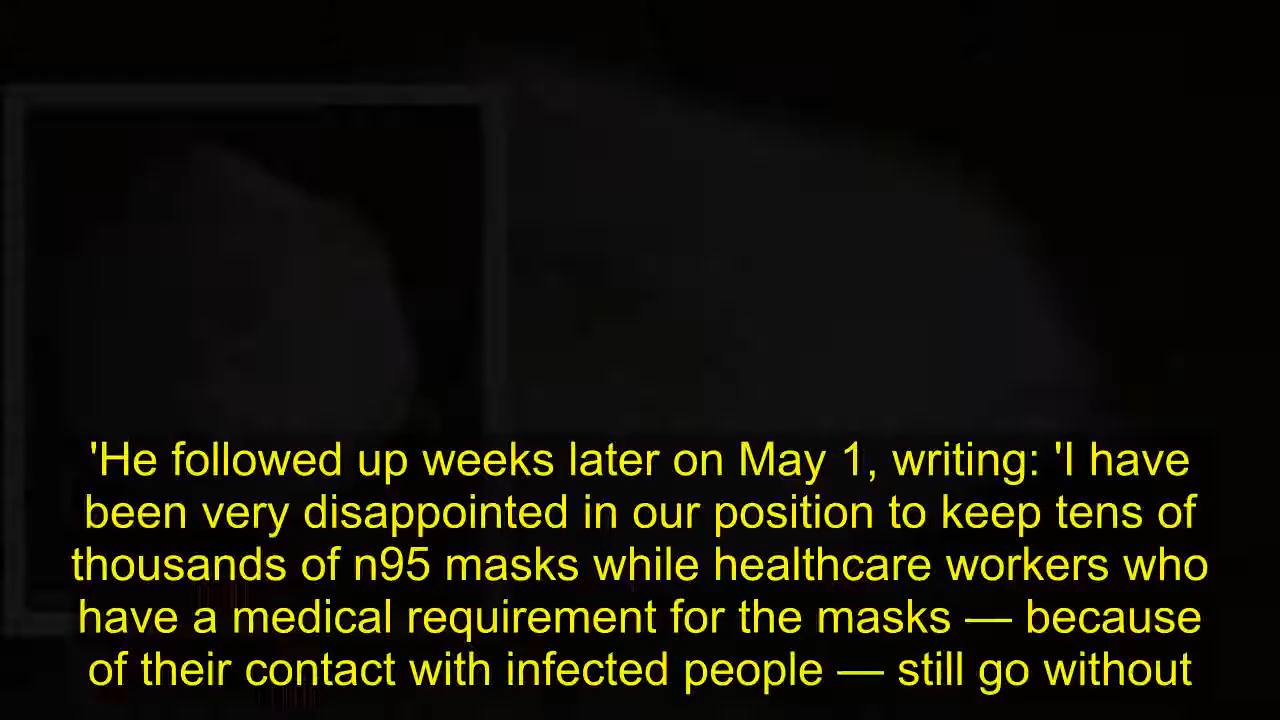 'He followed up weeks later on May 1, writing: 'I have
been very disappointed in our position to keep tens of
thousands of n95 masks while healthcare workers who
have a medical requirement for the masks — because
of their contact with infected people — still go without